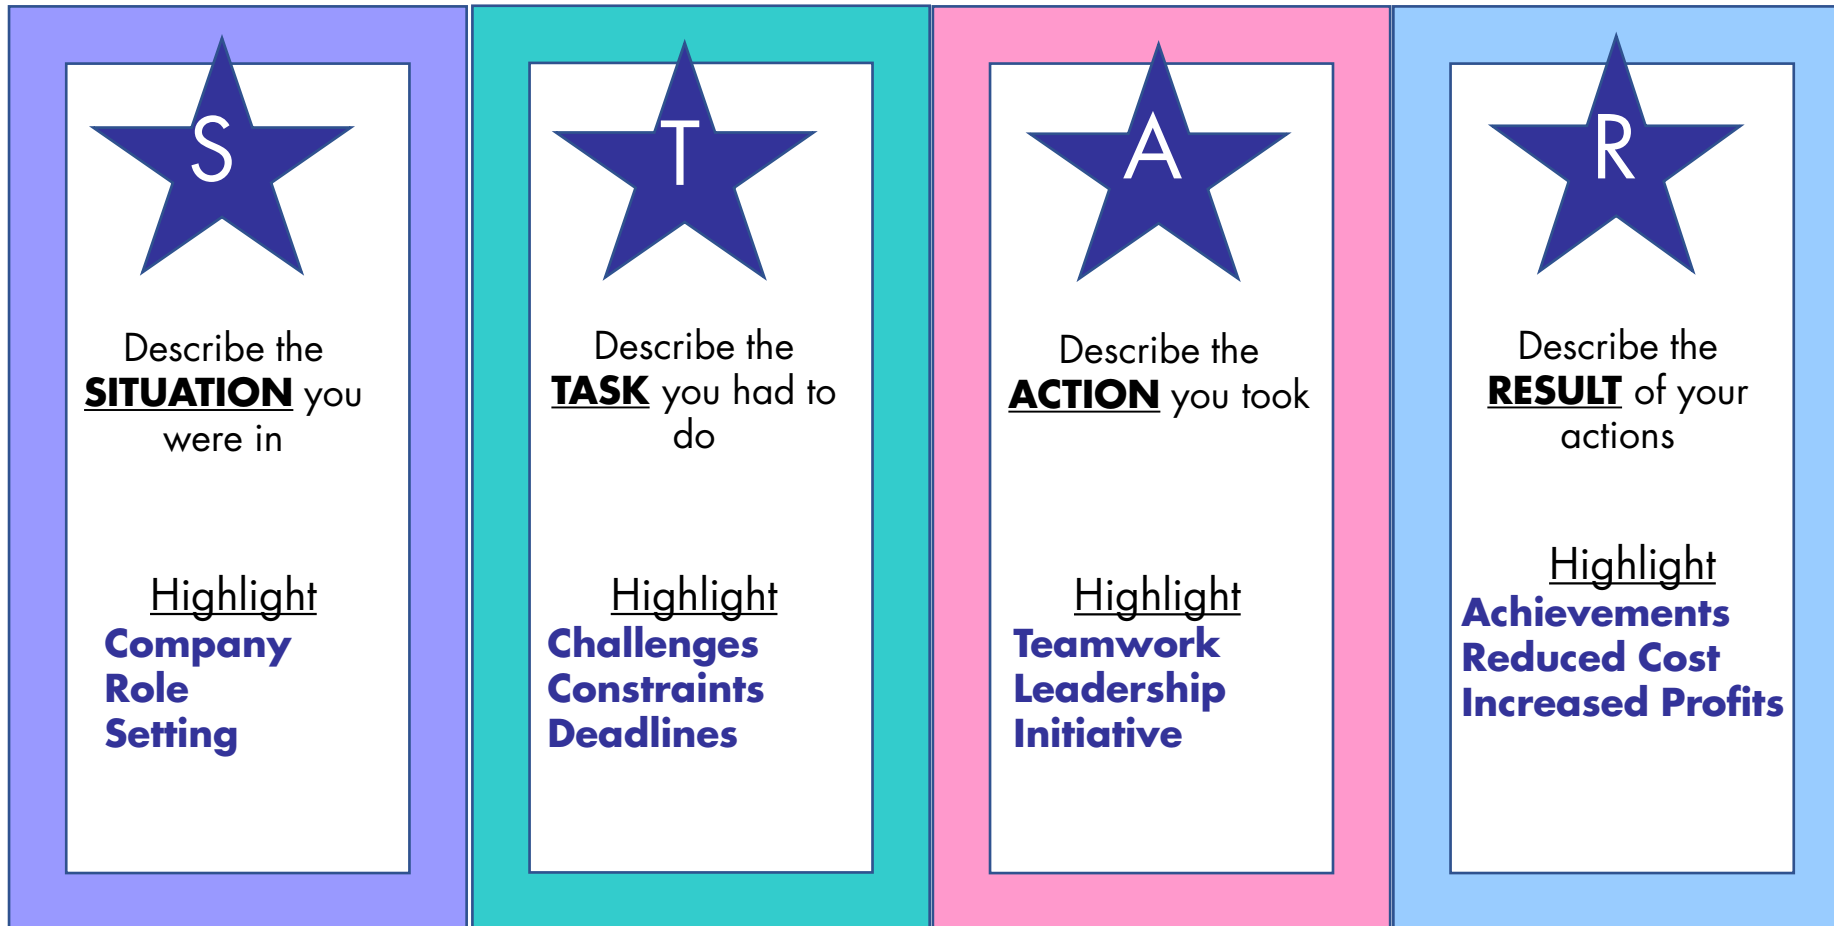 S
Describe the
SITUATION you
were in
Highlight
Company
Role
Setting
T
Describe the
TASK you had to
do
Highlight
Challenges
Constraints
Deadlines
A
Describe the
ACTION you took
Highlight
Teamwork
Leadership
Initiative
R
Describe the
RESULT of your
actions
Highlight
Achievements
Reduced Cost
Increased Profits